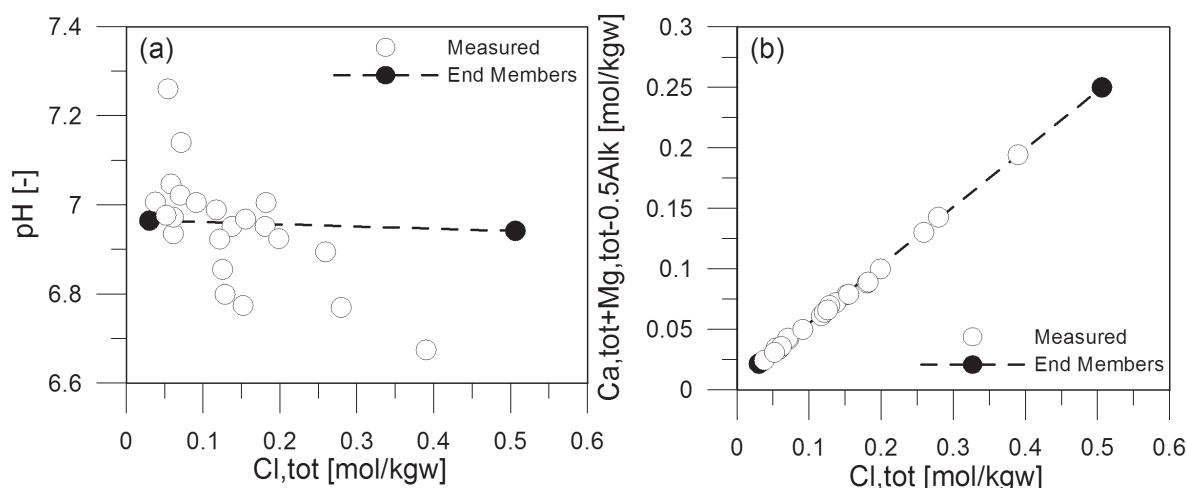 (a)
Measured
End Members
pH [-]
7.4
7.2
7
6.8
6.6
0 0.1 0.2 0.3 0.4 0.5 0.6
Cl,tot [mol/kgw]
(b)
Ca,tot+Mg,tot-0.5Alk [mol/kgw]
0.3
0.25
0.2
0.15
0.1
0.05
0
Measured
End Members
0 0.1 0.2 0.3 0.4 0.5 0.6
Cl,tot [mol/kgw]